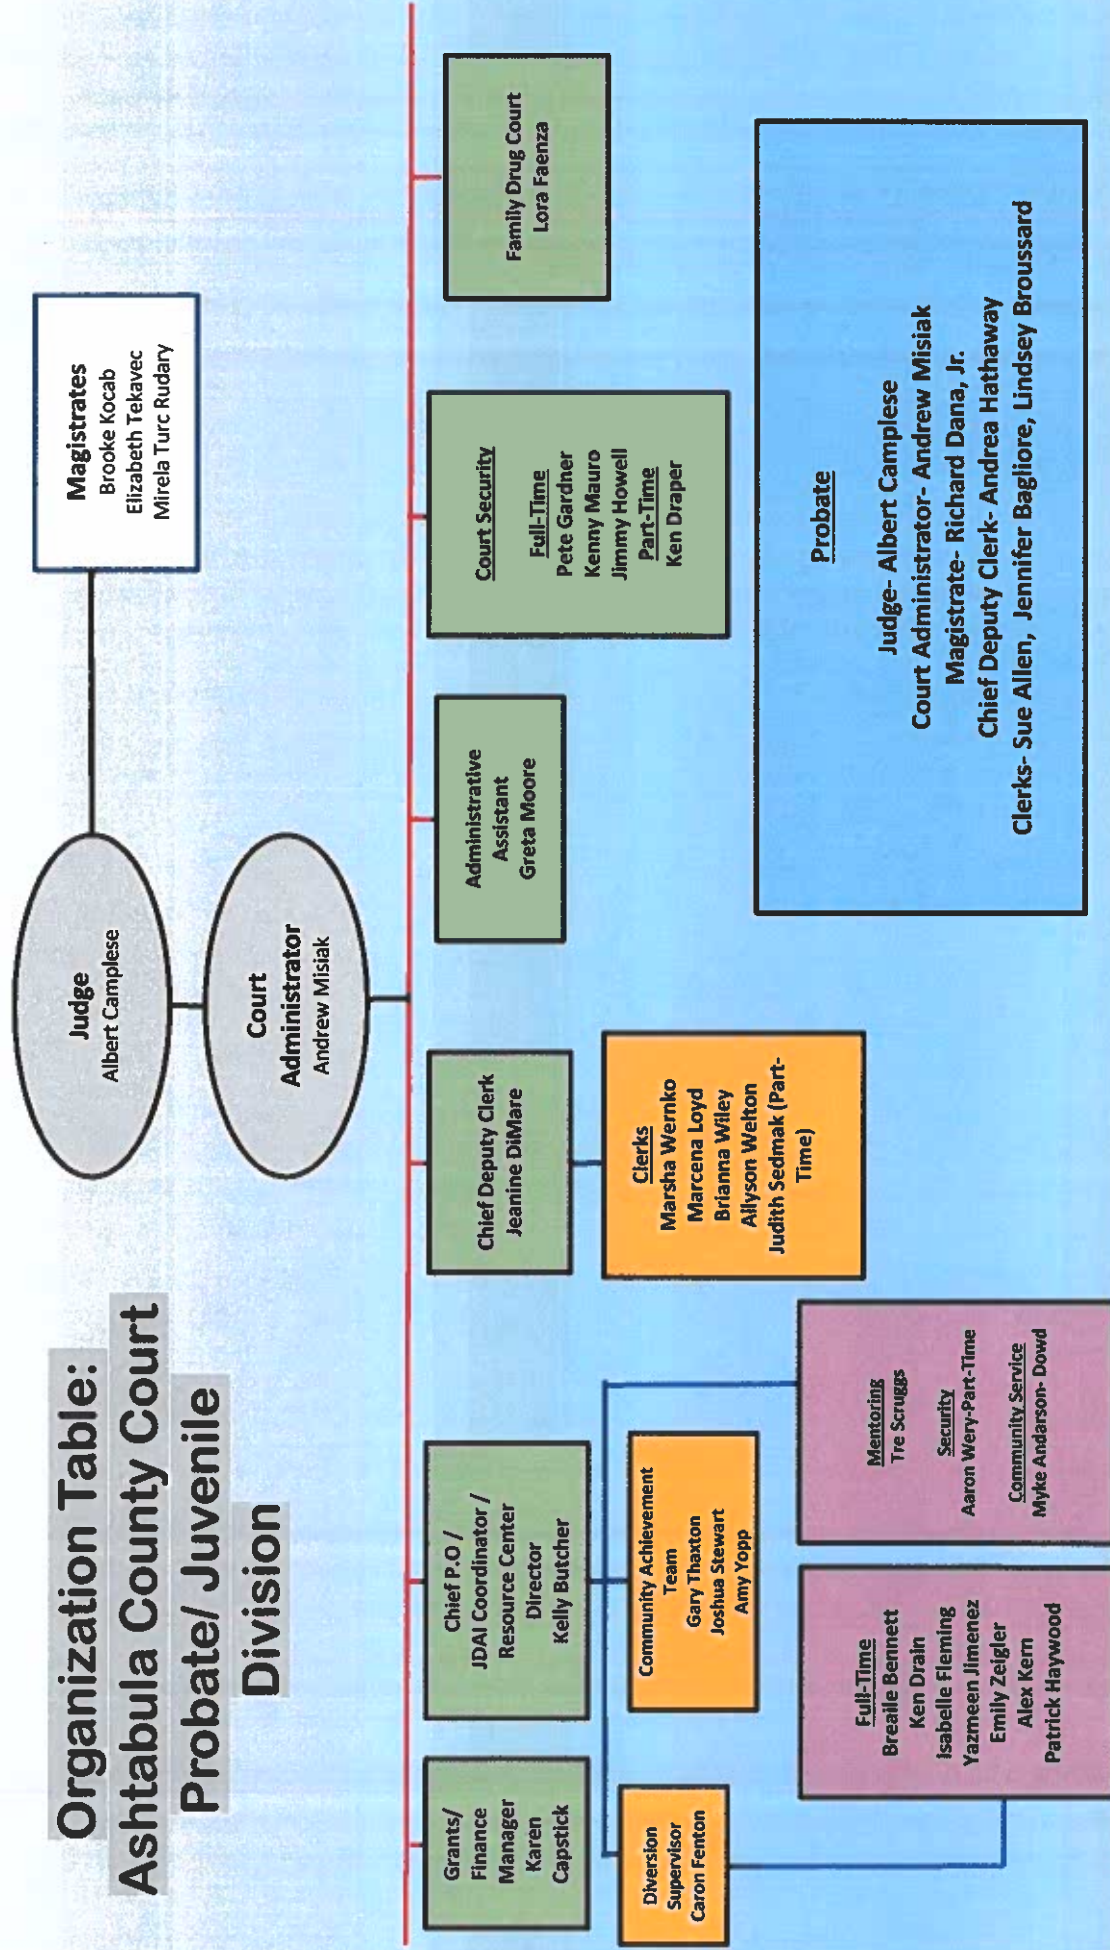 Organization Table:
Ashtabula County Court
Probate/ Juvenile
Division
Judge
Albert Camplese
Magistrates
Brooke Kocab
Elizabeth Tekavec
Mirela Turc Rudary
Court
Administrator
Andrew Misiak
Grants/
Finance
Manager
Karen
Capstick
Chief P.O /
JDAI Coordinator /
Resource Center
Director
Kelly Butcher
Chief Deputy Clerk
Jeanine DiMare
Administrative
Assistant
Greta Moore
Court Security
Full-Time
Pete Gardner
Kenny Mauro
Jimmy Howell
Part-Time
Ken Draper
Family Drug Court
Lora Faenza
Diversion
Supervisor
Caron Fenton
Community Achievement
Team
Gary Thaxton
Joshua Stewart
Amy Yopp
Clerks
Marsha Wernko
Marcena Loyd
Brianna Wiley
Allyson Welton
Judith Sedmak (Part-
Time)
Full-Time
Breaile Bennett
Ken Drain
Isabelle Fleming
Yazmeen Jimenez
Emily Zeigler
Alex Kern
Patrick Haywood
Mentoring
Tre Scruggs
Security
Aaron Wery-Part-Time
Community Service
Myke Andarson- Dowd
Probate
Judge- Albert Camplese
Court Administrator- Andrew Misiak
Magistrate- Richard Dana, Jr.
Chief Deputy Clerk- Andrea Hathaway
Clerks- Sue Allen, Jennifer Bagliore, Lindsey Broussard